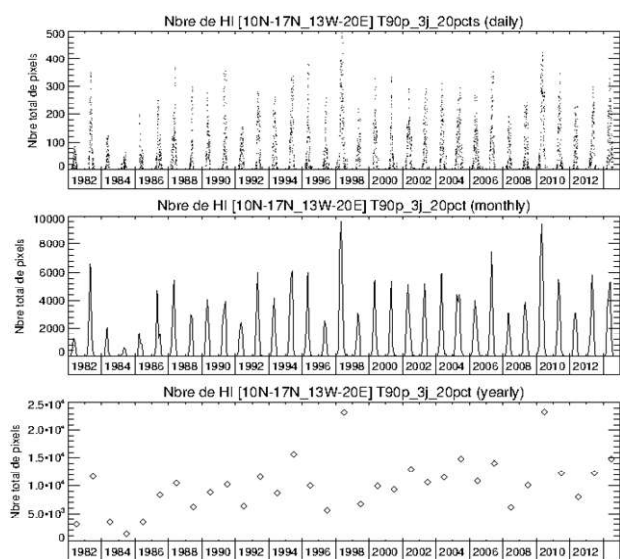 Nbre de HI [10N-17N_13W-20E] T90p_3j_20pcts (daily)
Nbre total de pixels
500
400
300
200
100
0
1982 1984 1986 1988 1990 1992 1994 1996 1998 2000 2002 2004 2006 2008 2010 2012
Nbre de HI [10N-17N_13W-20E] T90p_3j_20pct (monthly)
Nbre total de pixels
10000
8000
6000
4000
2000
0
1982 1984 1986 1988 1990 1992 1994 1996 1998 2000 2002 2004 2006 2008 2010 2012
Nbre de HI [10N-17N_13W-20E] T90p_3j_20pct (yearly)
Nbre total de pixels
2.5•10⁴
2.0•10⁴
1.5•10⁴
1.0•10⁴
5.0•10³
0
1982 1984 1986 1988 1990 1992 1994 1996 1998 2000 2002 2004 2006 2008 2010 2012